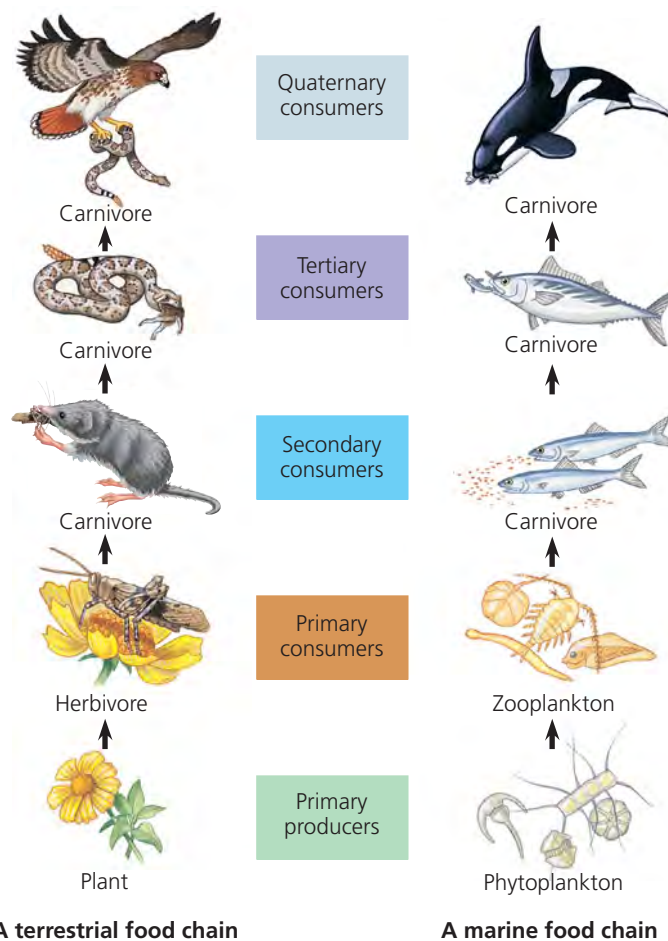 Quaternary
consumers
Carnivore
Carnivore
Tertiary
consumers
Carnivore
Carnivore
Secondary
consumers
Carnivore
Carnivore
Primary
consumers
Herbivore
Zooplankton
Primary
producers
Plant
Phytoplankton
A terrestrial food chain
A marine food chain